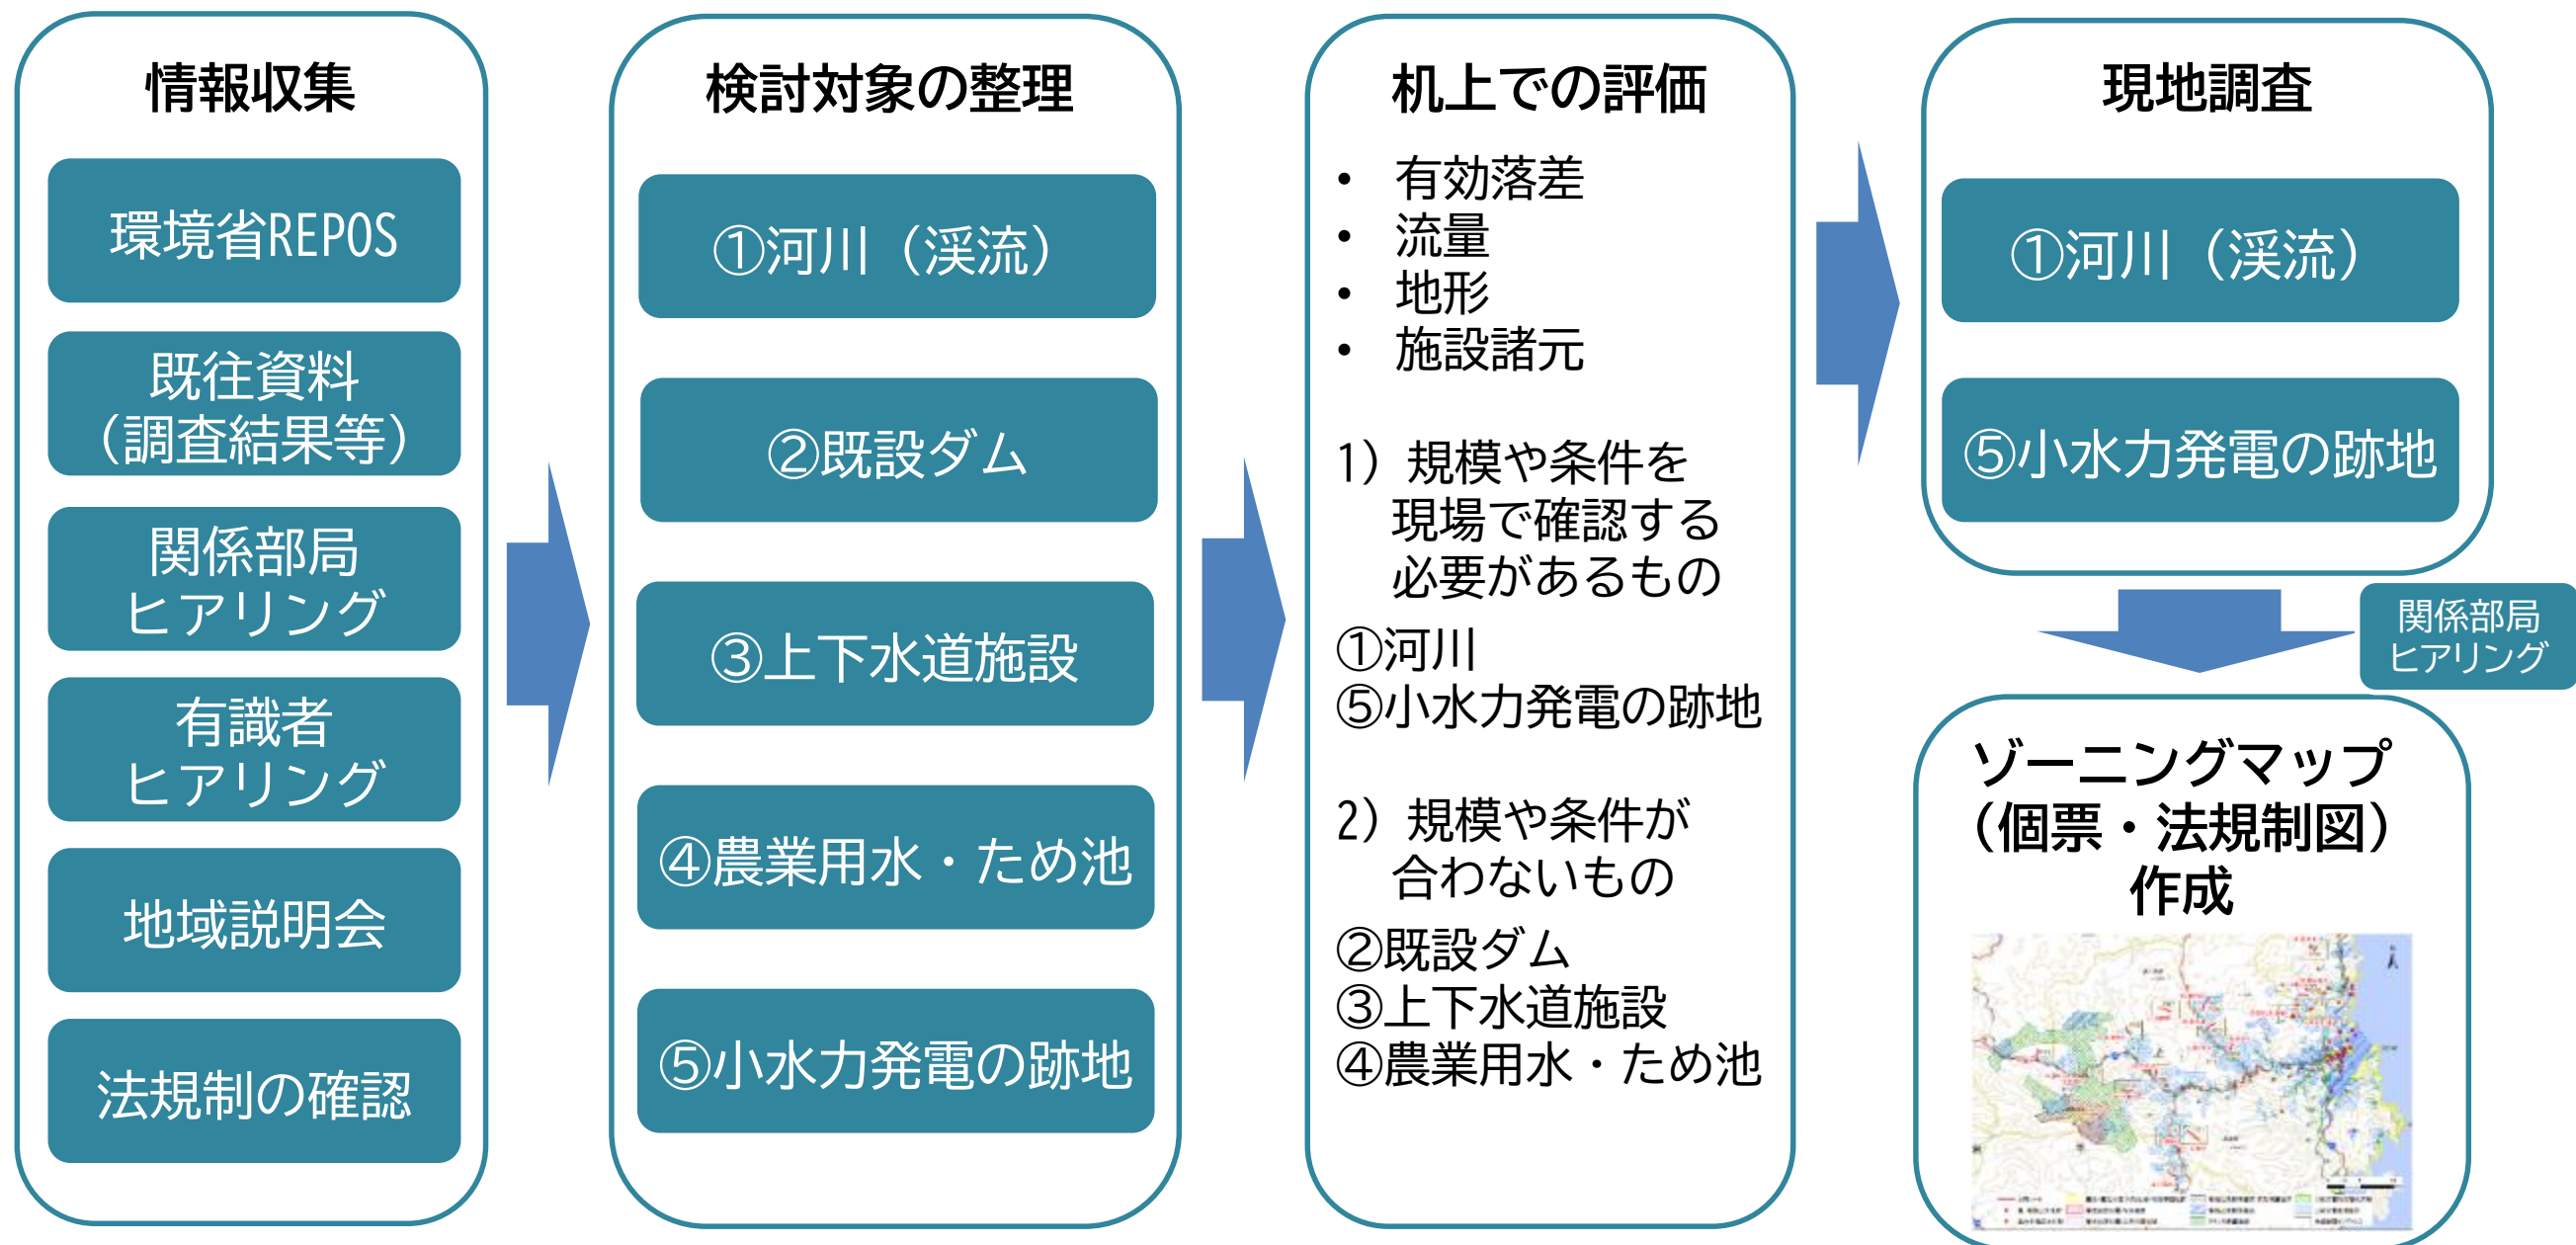 情報収集
環境省REPOS
既往資料
（調査結果等）
関係部局
ヒアリング
有識者
ヒアリング
地域説明会
法規制の確認
検討対象の整理
①河川（渓流）
②既設ダム
③上下水道施設
④農業用水・ため池
⑤小水力発電の跡地
机上での評価
• 有効落差
• 流量
• 地形
• 施設諸元
1）規模や条件を
現場で確認する
必要があるもの
①河川
⑤小水力発電の跡地
2）規模や条件が
合わないもの
②既設ダム
③上下水道施設
④農業用水・ため池
現地調査
①河川（渓流）
⑤小水力発電の跡地
関係部局
ヒアリング
ゾーニングマップ
（個票・法規制図）
作成